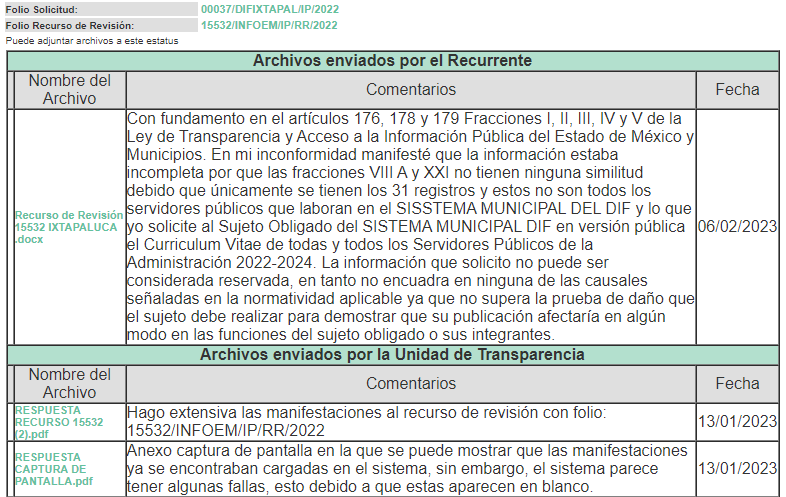 Folio Solicitud: 00037/DIFIXTAPAL/IP/2022
Folio Recurso de Revisión: 15532/INFOEM/IP/RR/2022
Puede adjuntar archivos a este estatus
Archivos enviados por el Recurrente
Nombre del
Archivo
Comentarios
Fecha
Recurso de Revisión
15532 IXTAPALUCA
.docx
Con fundamento en el artículos 176, 178 y 179 Fracciones I, II, III, IV y V de la
Ley de Transparencia y Acceso a la Información Pública del Estado de México y
Municipios. En mi inconformidad manifesté que la información estaba
incompleta por que las fracciones VIII A y XXI no tienen ninguna similitud
debido que únicamente se tienen los 31 registros y estos no son todos los
servidores públicos que laboran en el SISSTEMA MUNICIPAL DEL DIF y lo que
yo solicite al Sujeto Obligado del SISTEMA MUNICIPAL DIF en versión pública
el Curriculum Vitae de todas y todos los Servidores Públicos de la
Administración 2022-2024. La información que solicito no puede ser
considerada reservada, en tanto no encuadra en ninguna de las causales
señaladas en la normatividad aplicable ya que no supera la prueba de daño que
el sujeto debe realizar para demostrar que su publicación afectaría en algún
modo en las funciones del sujeto obligado o sus integrantes.
06/02/2023
Archivos enviados por la Unidad de Transparencia
Nombre del
Archivo
Comentarios
Fecha
RESPUESTA
RECURSO 15532
(2).pdf
Hago extensiva las manifestaciones al recurso de revisión con folio:
15532/INFOEM/IP/RR/2022
13/01/2023
RESPUESTA
CAPTURA DE
PANTALLA.pdf
Anexo captura de pantalla en la que se puede mostrar que las manifestaciones
ya se encontraban cargadas en el sistema, sin embargo, el sistema parece
tener algunas fallas, esto debido a que estas aparecen en blanco.
13/01/2023